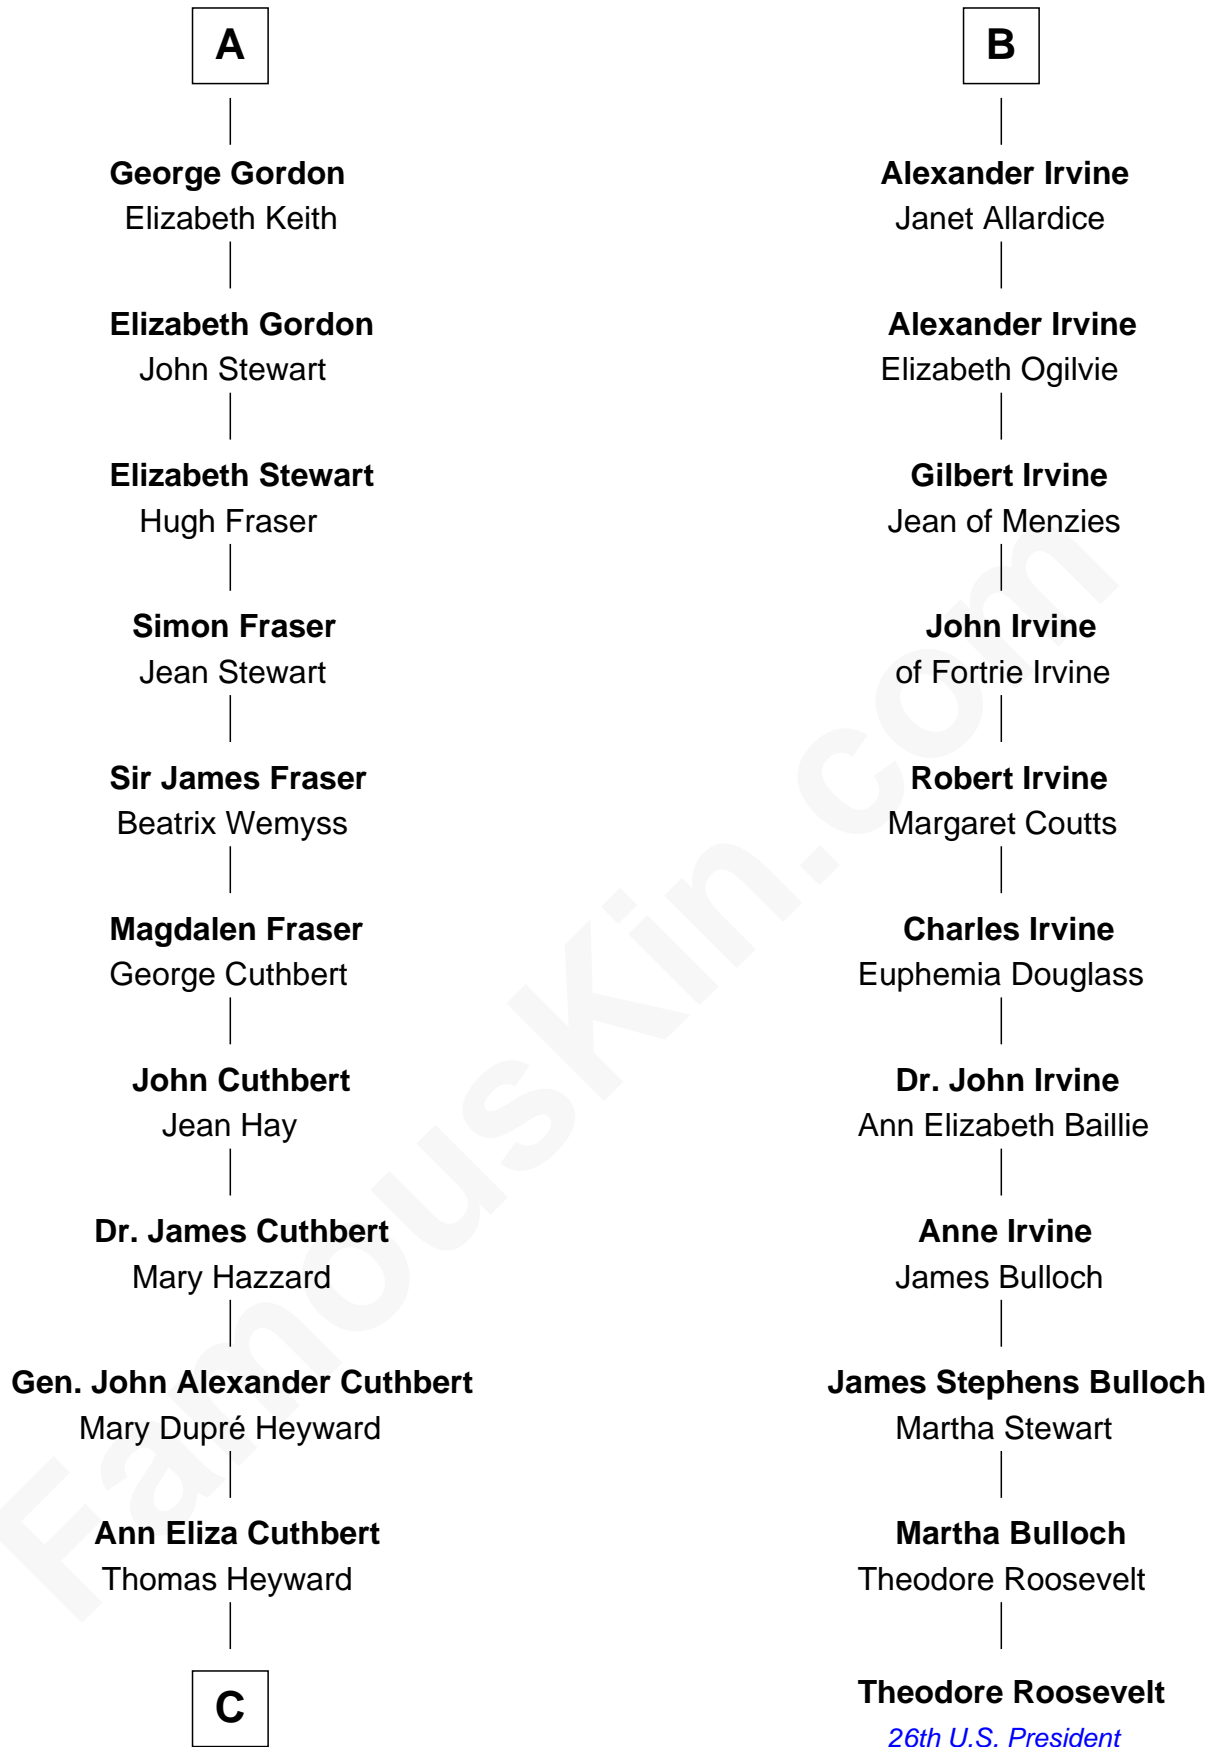 A
George Gordon
Elizabeth Keith
Elizabeth Gordon
John Stewart
Elizabeth Stewart
Hugh Fraser
Simon Fraser
Jean Stewart
Sir James Fraser
Beatrix Wemyss
Magdalen Fraser
George Cuthbert
John Cuthbert
Jean Hay
Dr. James Cuthbert
Mary Hazzard
Gen. John Alexander Cuthbert
Mary Dupré Heyward
Ann Eliza Cuthbert
Thomas Heyward
C
B
Alexander Irvine
Janet Allardice
Alexander Irvine
Elizabeth Ogilvie
Gilbert Irvine
Jean of Menzies
John Irvine
of Fortrie Irvine
Robert Irvine
Margaret Coutts
Charles Irvine
Euphemia Douglass
Dr. John Irvine
Ann Elizabeth Baillie
Anne Irvine
James Bulloch
James Stephens Bulloch
Martha Stewart
Martha Bulloch
Theodore Roosevelt
Theodore Roosevelt
26th U.S. President
FamousKin.com